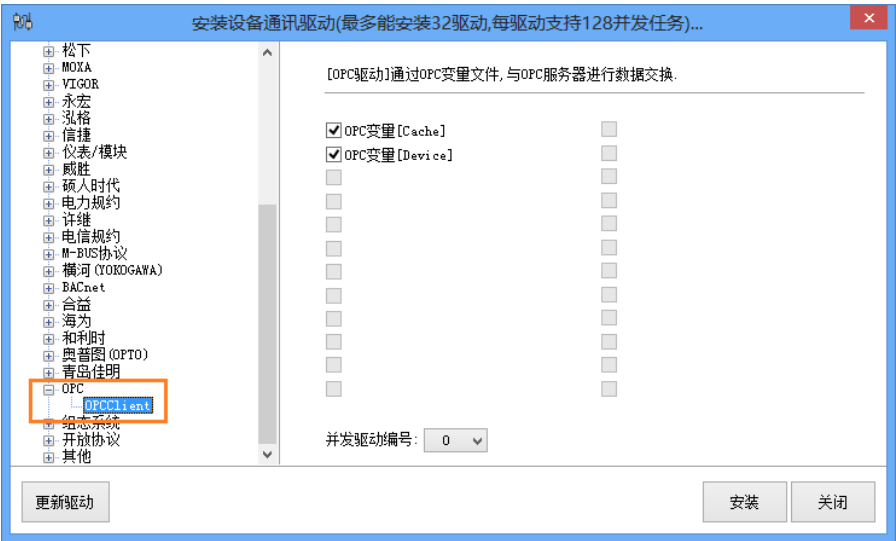 安装设备通讯驱动(最多能安装32驱动,每驱动支持128并发任务)...
松下
MOXA
VIGOR
永宏
泓格
信捷
仪表/模块
威胜
硕人时代
电力规约
许继
电信规约
M-BUS协议
横河(YOKOGAWA)
BACnet
合益
海为
和利时
奥普图(OPTO)
青岛佳明
OPC
OPCClient
组态系统
开放协议
其他
[OPC驱动]通过OPC变量文件,与OPC服务器进行数据交换.
OPC变量[Cache]
OPC变量[Device]
并发驱动编号: 0
更新驱动
安装
关闭